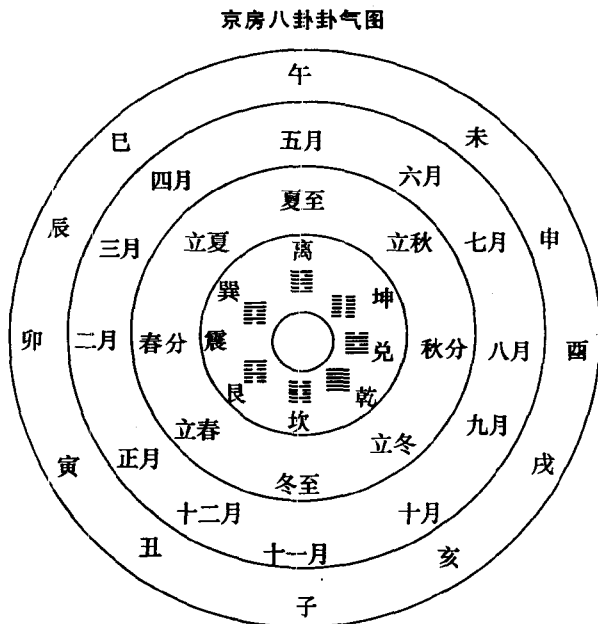 京房八卦卦气图
午
未
申
酉
戌
亥
子
丑
寅
卯
辰
巳
五月
六月
七月
八月
九月
十月
十一月
十二月
正月
二月
三月
四月
夏至
立秋
秋分
立冬
冬至
立春
春分
立夏
离
坤
兑
乾
坎
艮
震
巽